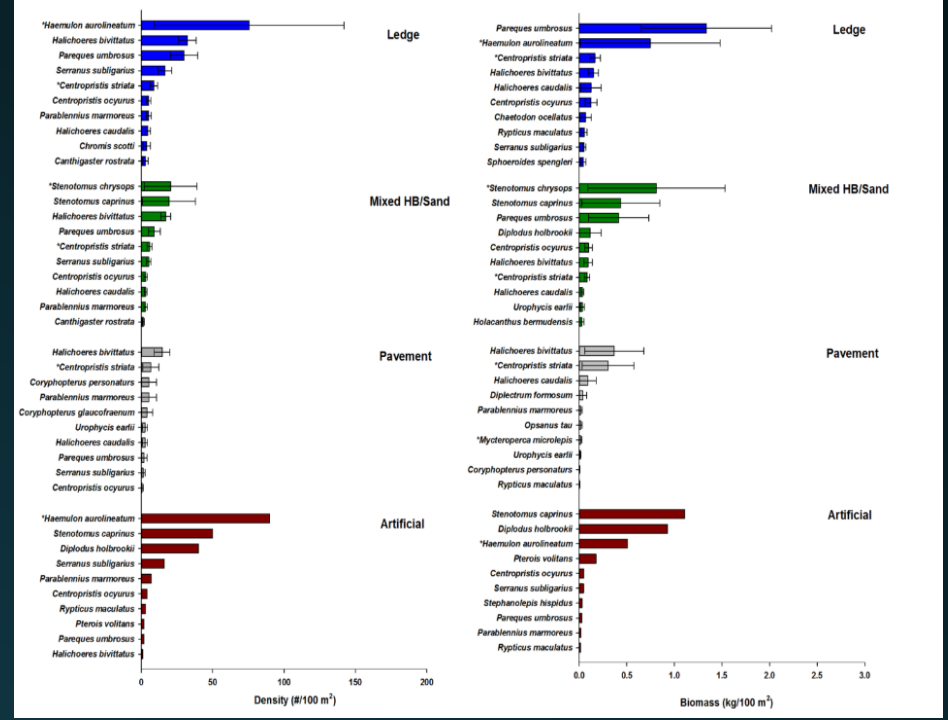 *Haemulon aurolineatum
Halichoeres bivittatus
Pareques umbrosus
Serranus subligarius
*Centropristis striata
Centropristis ocyurus
Parablennius marmoreus
Halichoeres caudalis
Chromis scotti
Canthigaster rostrata
Ledge
*Stenotomus chrysops
Stenotomus caprinus
Halichoeres bivittatus
Pareques umbrosus
*Centropristis striata
Serranus subligarius
Centropristis ocyurus
Halichoeres caudalis
Parablennius marmoreus
Canthigaster rostrata
Mixed HB/Sand
Halichoeres bivittatus
*Centropristis striata
Coryphopterus personaturs
Parablennius marmoreus
Coryphopterus glaucofraenum
Urophycis earlii
Halichoeres caudalis
Pareques umbrosus
Serranus subligarius
Centropristis ocyurus
Pavement
*Haemulon aurolineatum
Stenotomus caprinus
Diplodus holbrookii
Serranus subligarius
Parablennius marmoreus
Centropristis ocyurus
Rypticus maculatus
Pterois volitans
Pareques umbrosus
Halichoeres bivittatus
Artificial
0 50 100 150 200
Density (#/100 m²)
Pareques umbrosus
*Haemulon aurolineatum
*Centropristis striata
Halichoeres bivittatus
Halichoeres caudalis
Centropristis ocyurus
Chaetodon ocellatus
Rypticus maculatus
Serranus subligarius
Sphoeroides spengleri
Ledge
*Stenotomus chrysops
Stenotomus caprinus
Pareques umbrosus
Diplodus holbrookii
Centropristis ocyurus
Halichoeres bivittatus
*Centropristis striata
Halichoeres caudalis
Urophycis earlii
Holacanthus bermudensis
Mixed HB/Sand
Halichoeres bivittatus
*Centropristis striata
Halichoeres caudalis
Diplectrum formosum
Parablennius marmoreus
Opsanus tau
*Mycteroperca microlepis
Urophycis earlii
Coryphopterus personaturs
Rypticus maculatus
Pavement
Stenotomus caprinus
Diplodus holbrookii
*Haemulon aurolineatum
Pterois volitans
Centropristis ocyurus
Serranus subligarius
Stephanolepis hispidus
Pareques umbrosus
Parablennius marmoreus
Rypticus maculatus
Artificial
0.0 0.5 1.0 1.5 2.0 2.5 3.0
Biomass (kg/100 m²)